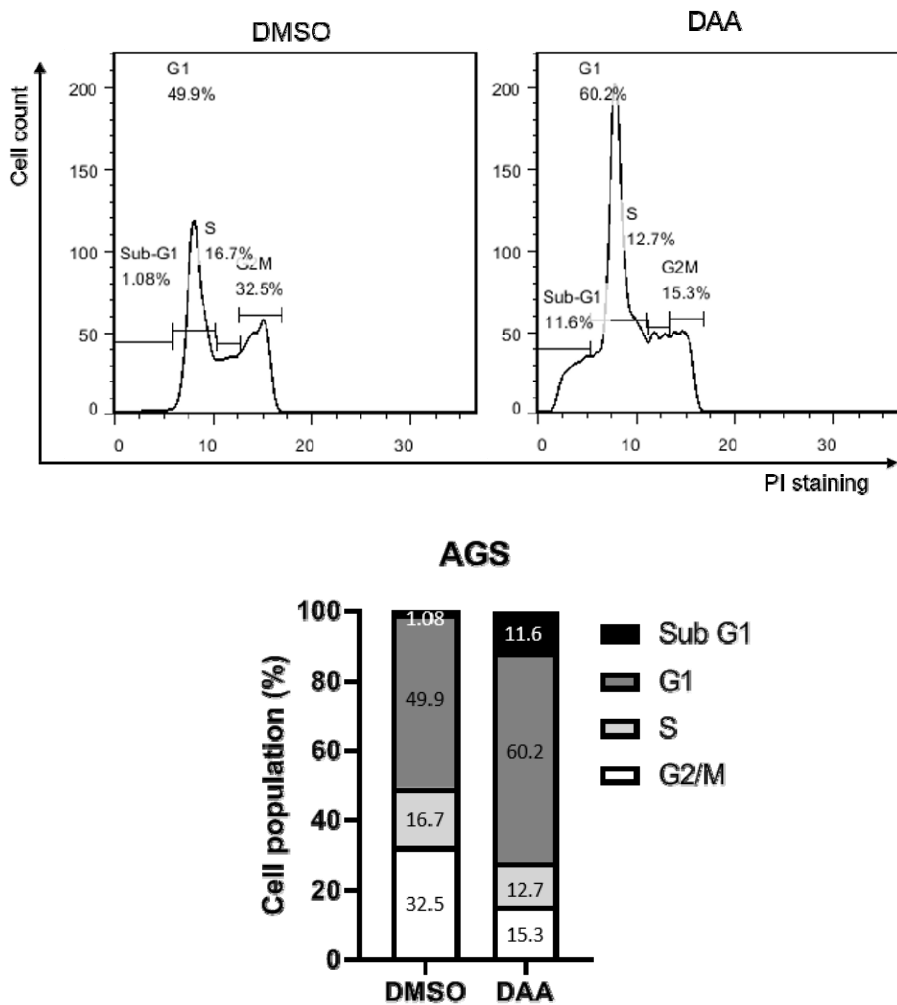 DMSO
DAA
Cell count
200
150
100
50
0
G1
49.9%
Sub-G1
1.08%
S
16.7%
G2M
32.5%
0
10
20
30
200
150
100
50
0
G1
60.2%
Sub-G1
11.6%
S
12.7%
G2M
15.3%
0
10
20
30
PI staining
AGS
Cell population (%)
100
80
60
40
20
0
1.08
49.9
16.7
32.5
11.6
60.2
12.7
15.3
DMSO
DAA
Sub G1
G1
S
G2/M